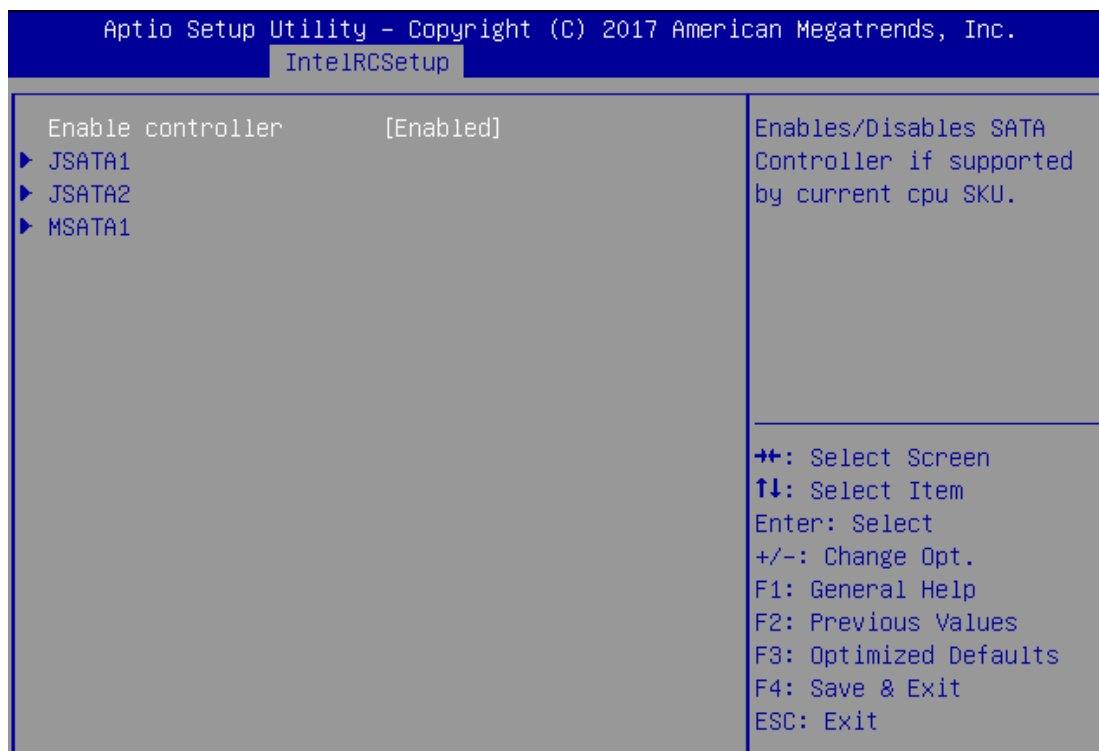 Aptio Setup Utility – Copyright (C) 2017 American Megatrends, Inc.
IntelRCSetup
Enable controller [Enabled]
▶ JSATA1
▶ JSATA2
▶ MSATA1
Enables/Disables SATA
Controller if supported
by current cpu SKU.
→←: Select Screen
↑↓: Select Item
Enter: Select
+/-: Change Opt.
F1: General Help
F2: Previous Values
F3: Optimized Defaults
F4: Save & Exit
ESC: Exit